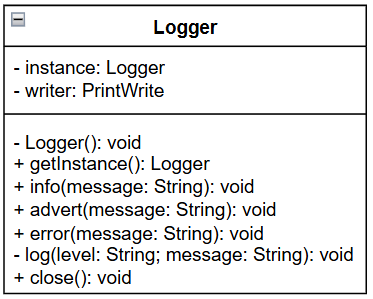 Logger
- instance: Logger
- writer: PrintWrite
- Logger(): void
+ getInstance(): Logger
+ info(message: String): void
+ advert(message: String): void
+ error(message: String): void
- log(level: String; message: String): void
+ close(): void